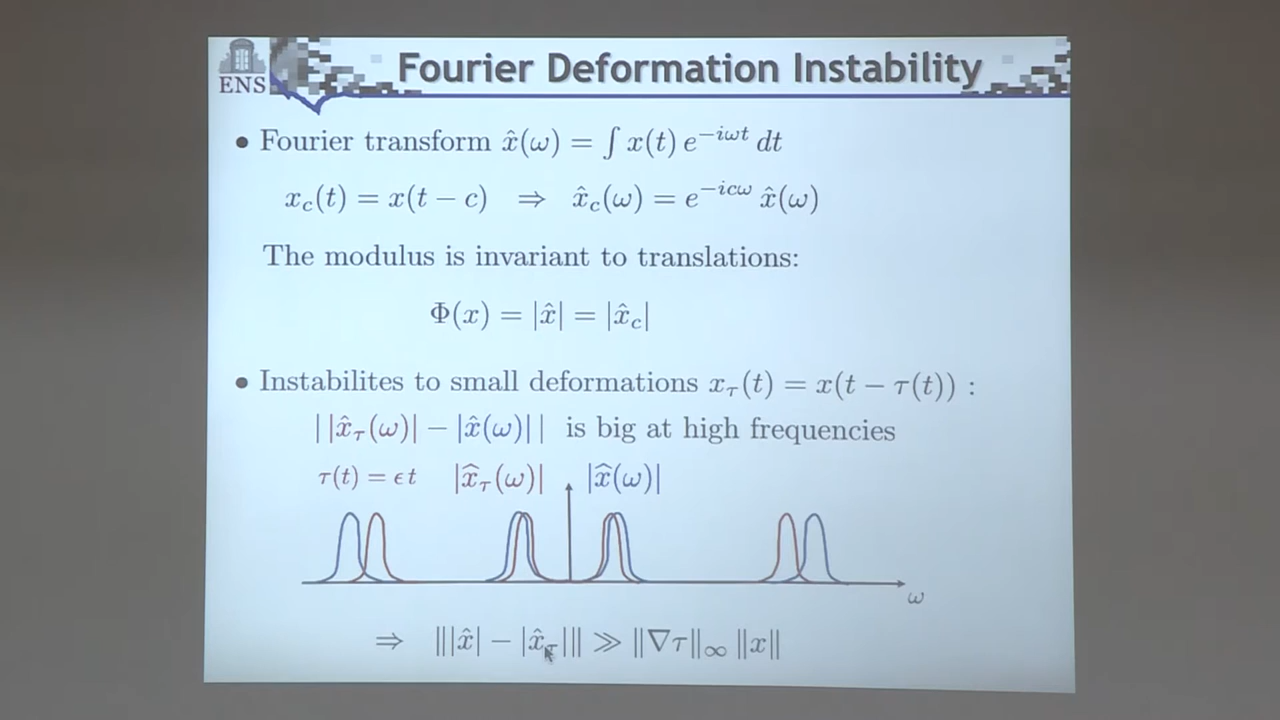 ENS
Fourier Deformation Instability
• Fourier transform x̂(ω) = ∫ x(t) e^{−iωt} dt
x_c(t) = x(t − c) ⇒ x̂_c(ω) = e^{−icω} x̂(ω)
The modulus is invariant to translations:
Φ(x) = |x̂| = |x̂_c|
• Instabilites to small deformations x_τ(t) = x(t − τ(t)) :
| |x̂_τ(ω)| − |x̂(ω)| | is big at high frequencies
τ(t) = ϵt |x̂_τ(ω)| |x̂(ω)|
ω
⇒ ‖|x̂| − |x̂_τ|‖ ≫ ‖∇τ‖_∞ ‖x‖